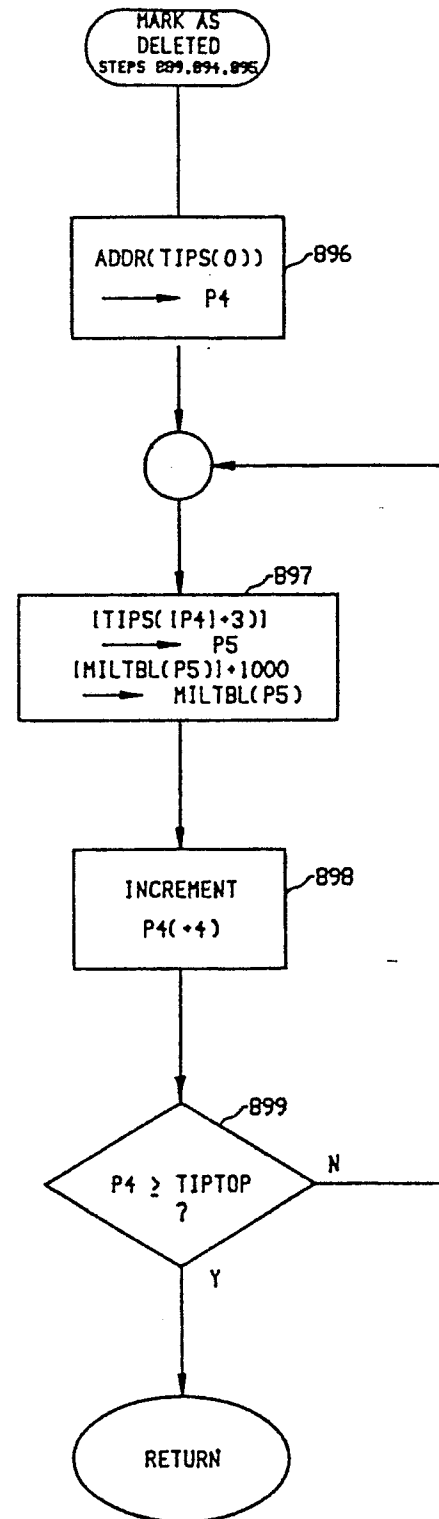 MARK AS
DELETED
STEPS 889,894,895
ADDR(TIPS(0))
⟶ P4
896
897
[TIPS([P4]+3)]
⟶ P5
[MILTBL(P5)]+1000
⟶ MILTBL(P5)
INCREMENT
P4(+4)
898
899
P4 ≥ TIPTOP
?
N
Y
RETURN